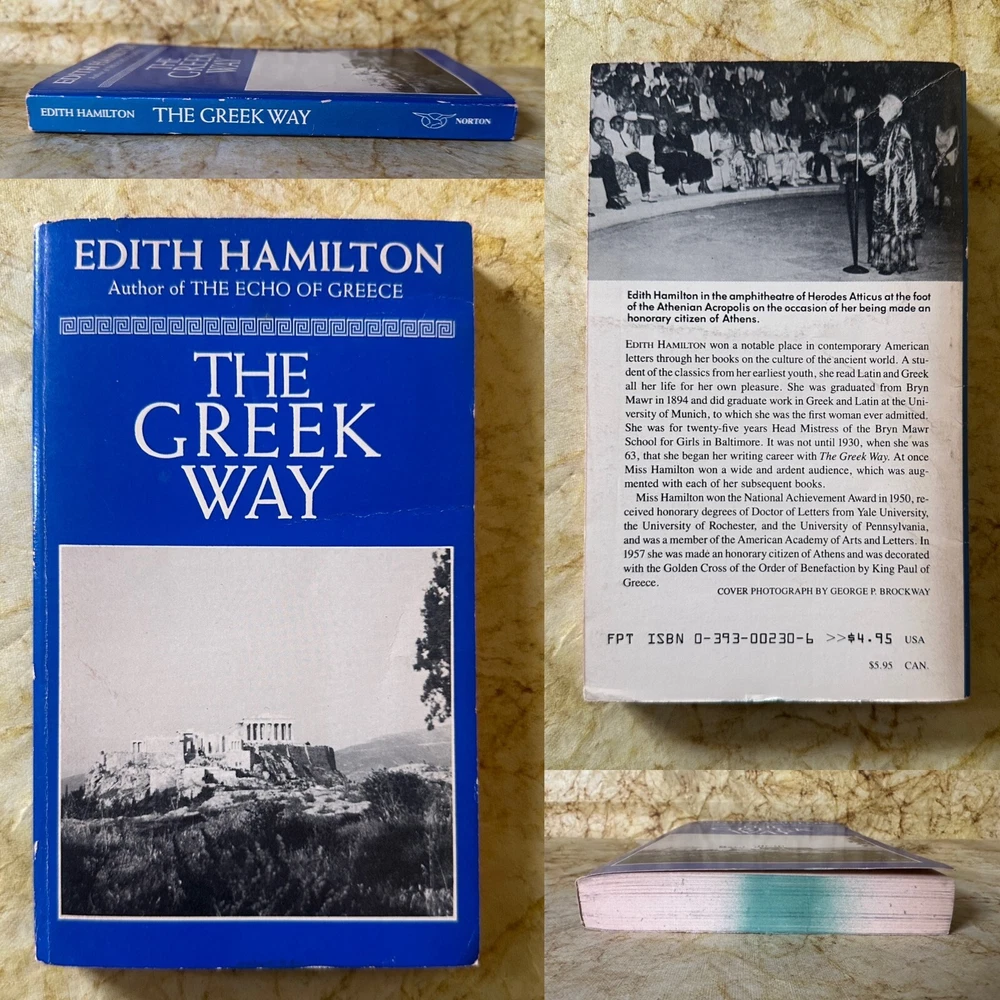 EDITH HAMILTON
THE GREEK WAY
NORTON
EDITH HAMILTON
Author of THE ECHO OF GREECE
THE
GREEK
WAY
Edith Hamilton in the amphitheatre of Herodes Atticus at the foot
of the Athenian Acropolis on the occasion of her being made an
honorary citizen of Athens.
EDITH HAMILTON won a notable place in contemporary American
letters through her books on the culture of the ancient world. A stu-
dent of the classics from her earliest youth, she read Latin and Greek
all her life for her own pleasure. She was graduated from Bryn
Mawr in 1894 and did graduate work in Greek and Latin at the Uni-
versity of Munich, to which she was the first woman ever admitted.
She was for twenty-five years Head Mistress of the Bryn Mawr
School for Girls in Baltimore. It was not until 1930, when she was
63, that she began her writing career with The Greek Way. At once
Miss Hamilton won a wide and ardent audience, which was aug-
mented with each of her subsequent books.
Miss Hamilton won the National Achievement Award in 1950, re-
ceived honorary degrees of Doctor of Letters from Yale University,
the University of Rochester, and the University of Pennsylvania,
and was a member of the American Academy of Arts and Letters. In
1957 she was made an honorary citizen of Athens and was decorated
with the Golden Cross of the Order of Benefaction by King Paul of
Greece.
COVER PHOTOGRAPH BY GEORGE P. BROCKWAY
FPT ISBN 0-393-00230-6 >>$4.95 USA
$5.95 CAN.